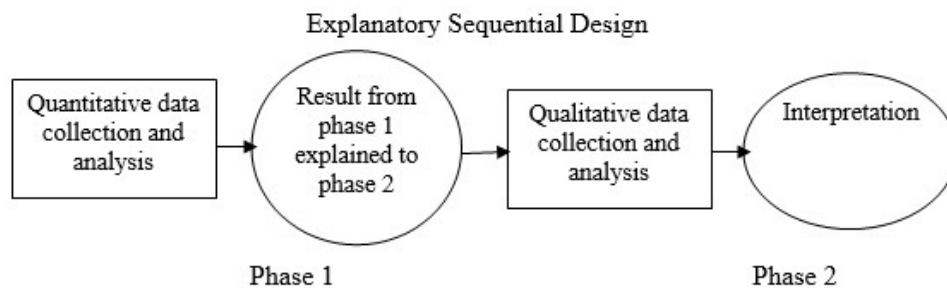 Explanatory Sequential Design
Quantitative data
collection and
analysis
Result from
phase 1
explained to
phase 2
Qualitative data
collection and
analysis
Interpretation
Phase 1
Phase 2